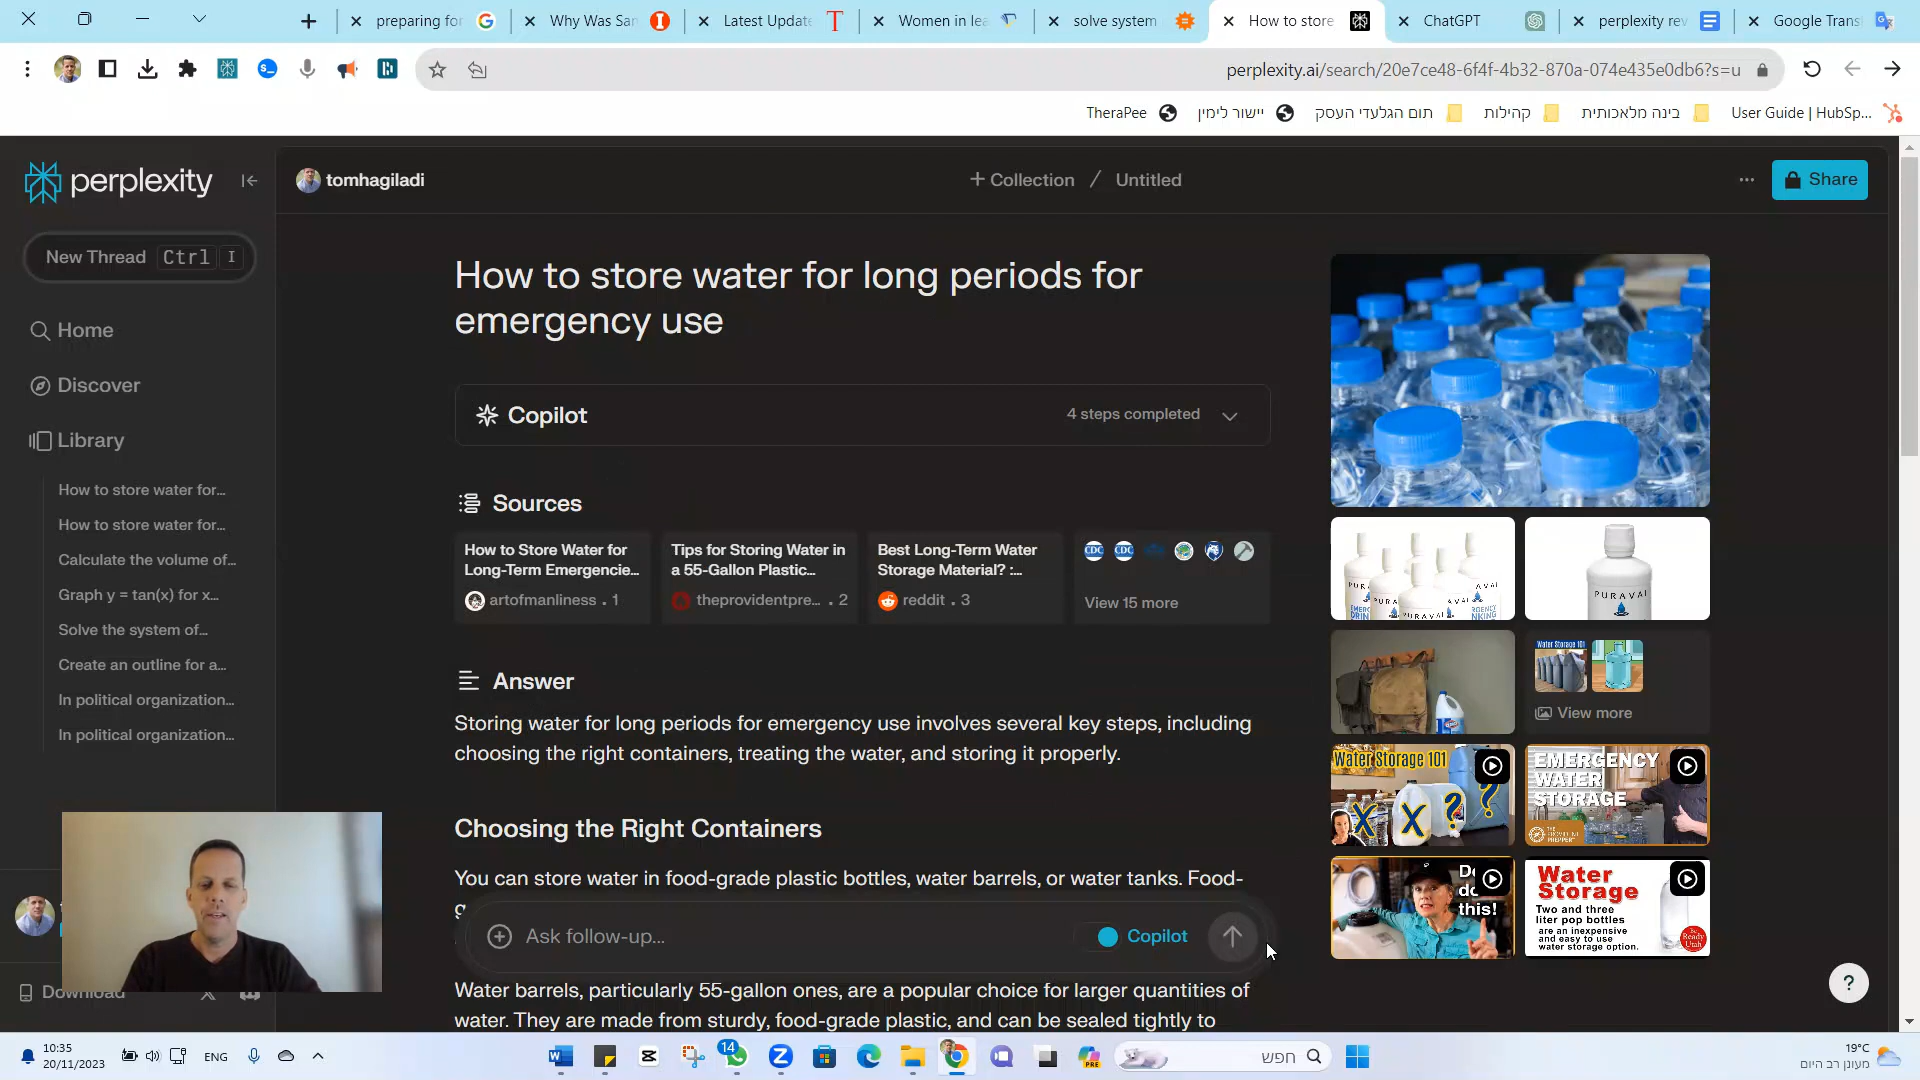 preparing for
Why Was San
Latest Update
Women in lea
solve system
How to store
ChatGPT
perplexity rev
Google Trans
perplexity.ai/search/20e7ce48-6f4f-4b32-870a-074e435e0db6?s=u
TheraPee
יישור לימין
תום הגלעדי העסק
קהילות
בינה מלאכותית
User Guide | HubSp...
perplexity
tomhagiladi
+ Collection / Untitled
Share
New Thread Ctrl I
Home
Discover
Library
How to store water for...
How to store water for...
Calculate the volume of...
Graph y = tan(x) for x...
Solve the system of...
Create an outline for a...
In political organization...
In political organization...
Download
How to store water for long periods for
emergency use
Copilot
4 steps completed
Sources
How to Store Water for
Long-Term Emergencie...
artofmanliness . 1
Tips for Storing Water in
a 55-Gallon Plastic...
theprovidentpre... . 2
Best Long-Term Water
Storage Material? :...
reddit . 3
CDC CDC
View 15 more
Answer
Storing water for long periods for emergency use involves several key steps, including
choosing the right containers, treating the water, and storing it properly.
Choosing the Right Containers
You can store water in food-grade plastic bottles, water barrels, or water tanks. Food-
Ask follow-up...
Copilot
Water barrels, particularly 55-gallon ones, are a popular choice for larger quantities of
water. They are made from sturdy, food-grade plastic, and can be sealed tightly to
PURAVAI
Water Storage 101
View more
Water Storage 101
X X ? ?
EMERGENCY
WATER
STORAGE
this!
Water
Storage
Two and three
liter pop bottles
are an inexpensive
and easy to use
water storage option.
Be
Ready
Utah
?
10:35
20/11/2023
ENG
14
PRE
חפש
19°C
מעונן רב היום